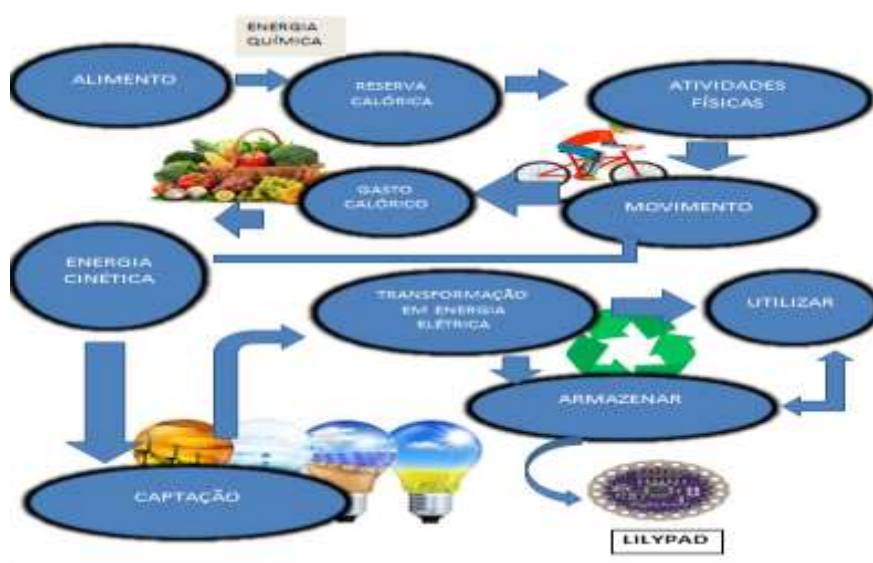 ENERGIA
QUÍMICA
ALIMENTO
RESERVA
CALÓRICA
ATIVIDADES
FÍSICAS
GASTO
CALÓRICO
MOVIMENTO
ENERGIA
CINÉTICA
TRANSFORMAÇÃO
EM ENERGIA
ELÉTRICA
UTILIZAR
ARMAZENAR
CAPTAÇÃO
LILYPAD